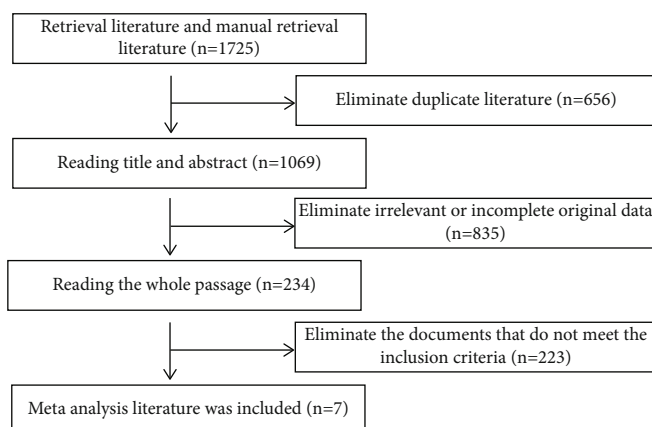 Retrieval literature and manual retrieval
literature (n=1725)
Eliminate duplicate literature (n=656)
Reading title and abstract (n=1069)
Eliminate irrelevant or incomplete original data
(n=835)
Reading the whole passage (n=234)
Eliminate the documents that do not meet the
inclusion criteria (n=223)
Meta analysis literature was included (n=7)